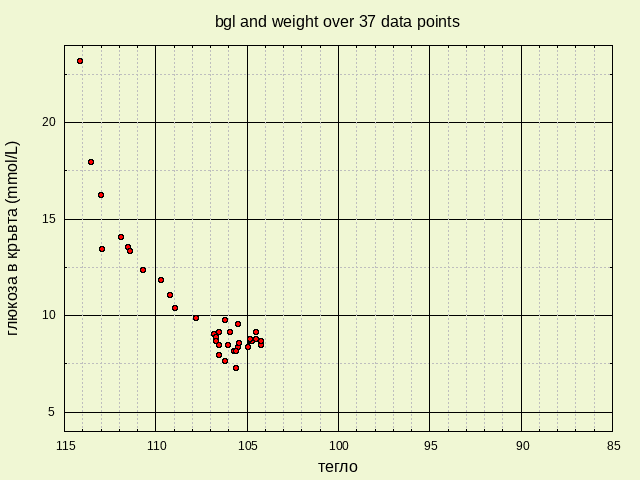 bgl and weight over 37 data points
глюкоза в кръвта (mmol/L)
20
15
10
5
115 110 105 100 95 90 85
тегло